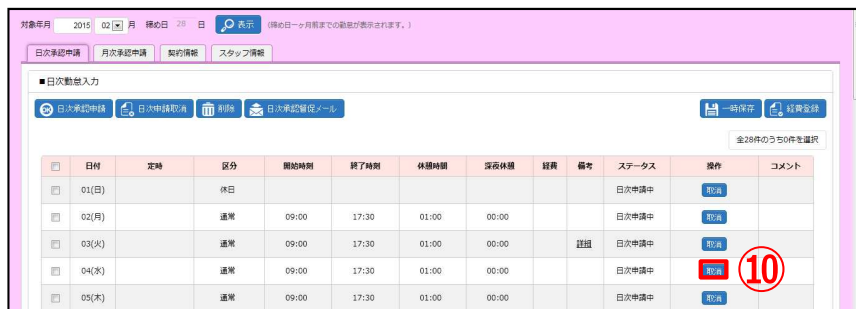 対象年月 2015 02 月 締め日 28 日 表示 (締め日一ヶ月前までの勤怠が表示されます。)
日次承認申請 月次承認申請 契約情報 スタッフ情報
■日次勤怠入力
日次承認申請 日次申請取消 削除 日次承認督促メール 一時保存 経費登録
全28件のうち0件を選択
日付 定時 区分 開始時刻 終了時刻 休憩時間 深夜休憩 経費 備考 ステータス 操作 コメント
01(日) 休日 日次申請中 取消
02(月) 通常 09:00 17:30 01:00 00:00 日次申請中 取消
03(火) 通常 09:00 17:30 01:00 00:00 詳細 日次申請中 取消
04(水) 通常 09:00 17:30 01:00 00:00 日次申請中 取消 ⑩
05(木) 通常 09:00 17:30 01:00 00:00 日次申請中 取消